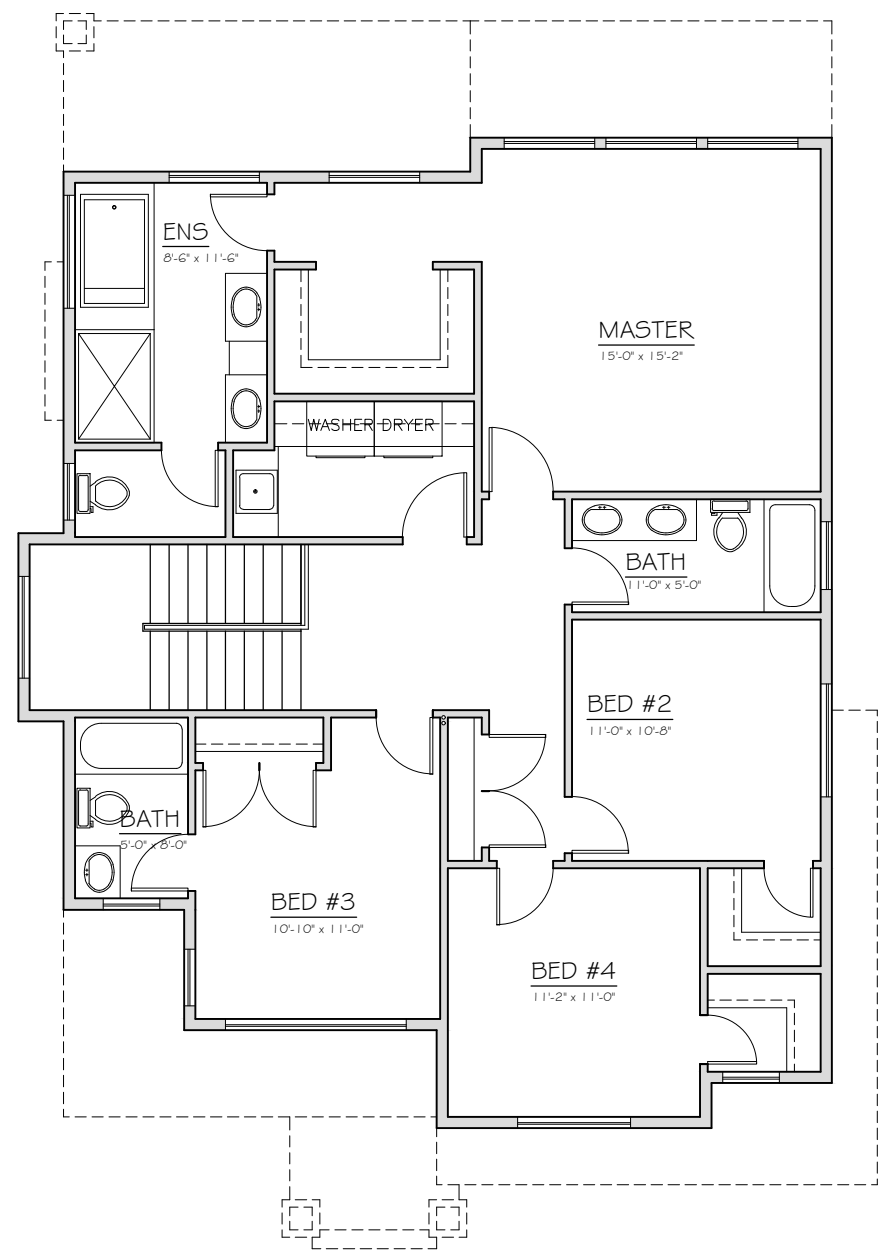 ENS
8'-6" x 11'-6"
MASTER
15'-0" x 15'-2"
WASHER DRYER
BATH
11'-0" x 5'-0"
BED #2
11'-0" x 10'-8"
BATH
5'-0" x 8'-0"
BED #3
10'-10" x 11'-0"
BED #4
11'-2" x 11'-0"